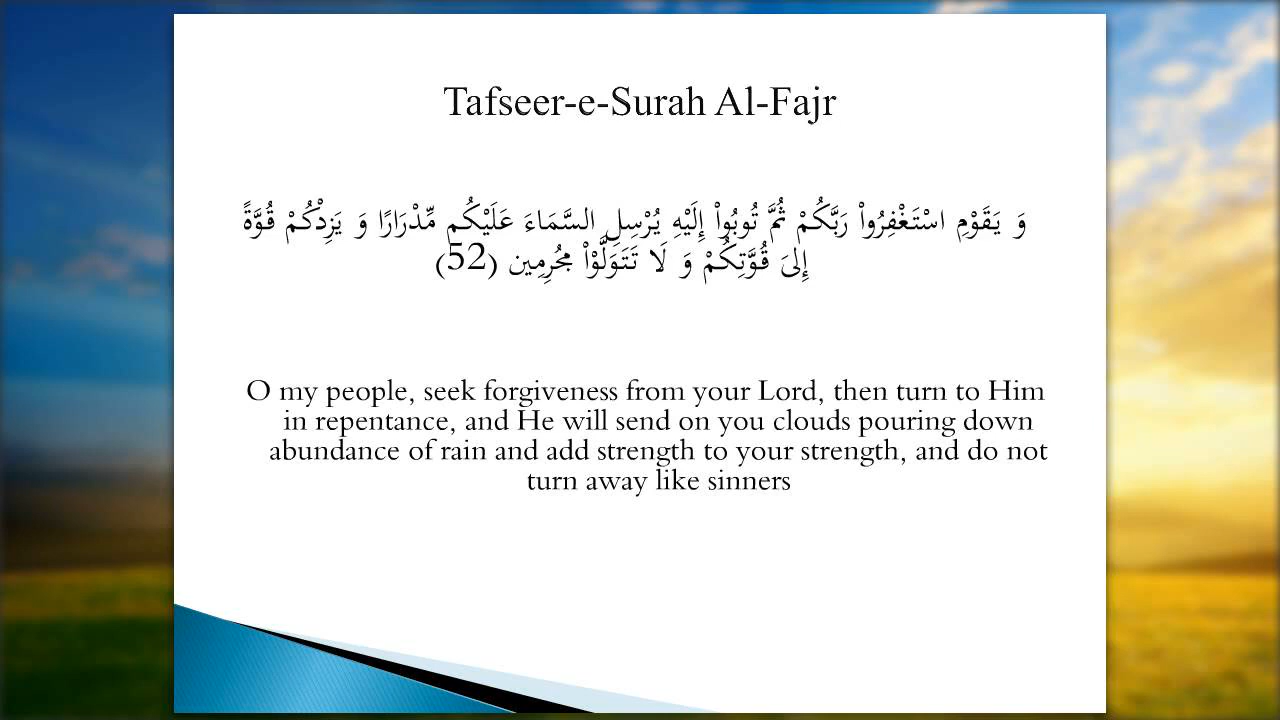 Tafseer-e-Surah Al-Fajr
وَ يَقَوْمِ اسْتَغْفِرُواْ رَبَّكُمْ ثُمَّ تُوبُواْ إِلَيْهِ يُرْسِلِ السَّمَاءَ عَلَيْكُم مِّدْرَارًا وَ يَزِدْكُمْ قُوَّةً
إِلىَ قُوَّتِكُمْ وَ لَا تَتَوَلَّوْاْ مجُرِمِين (52)
O my people, seek forgiveness from your Lord, then turn to Him
in repentance, and He will send on you clouds pouring down
abundance of rain and add strength to your strength, and do not
turn away like sinners